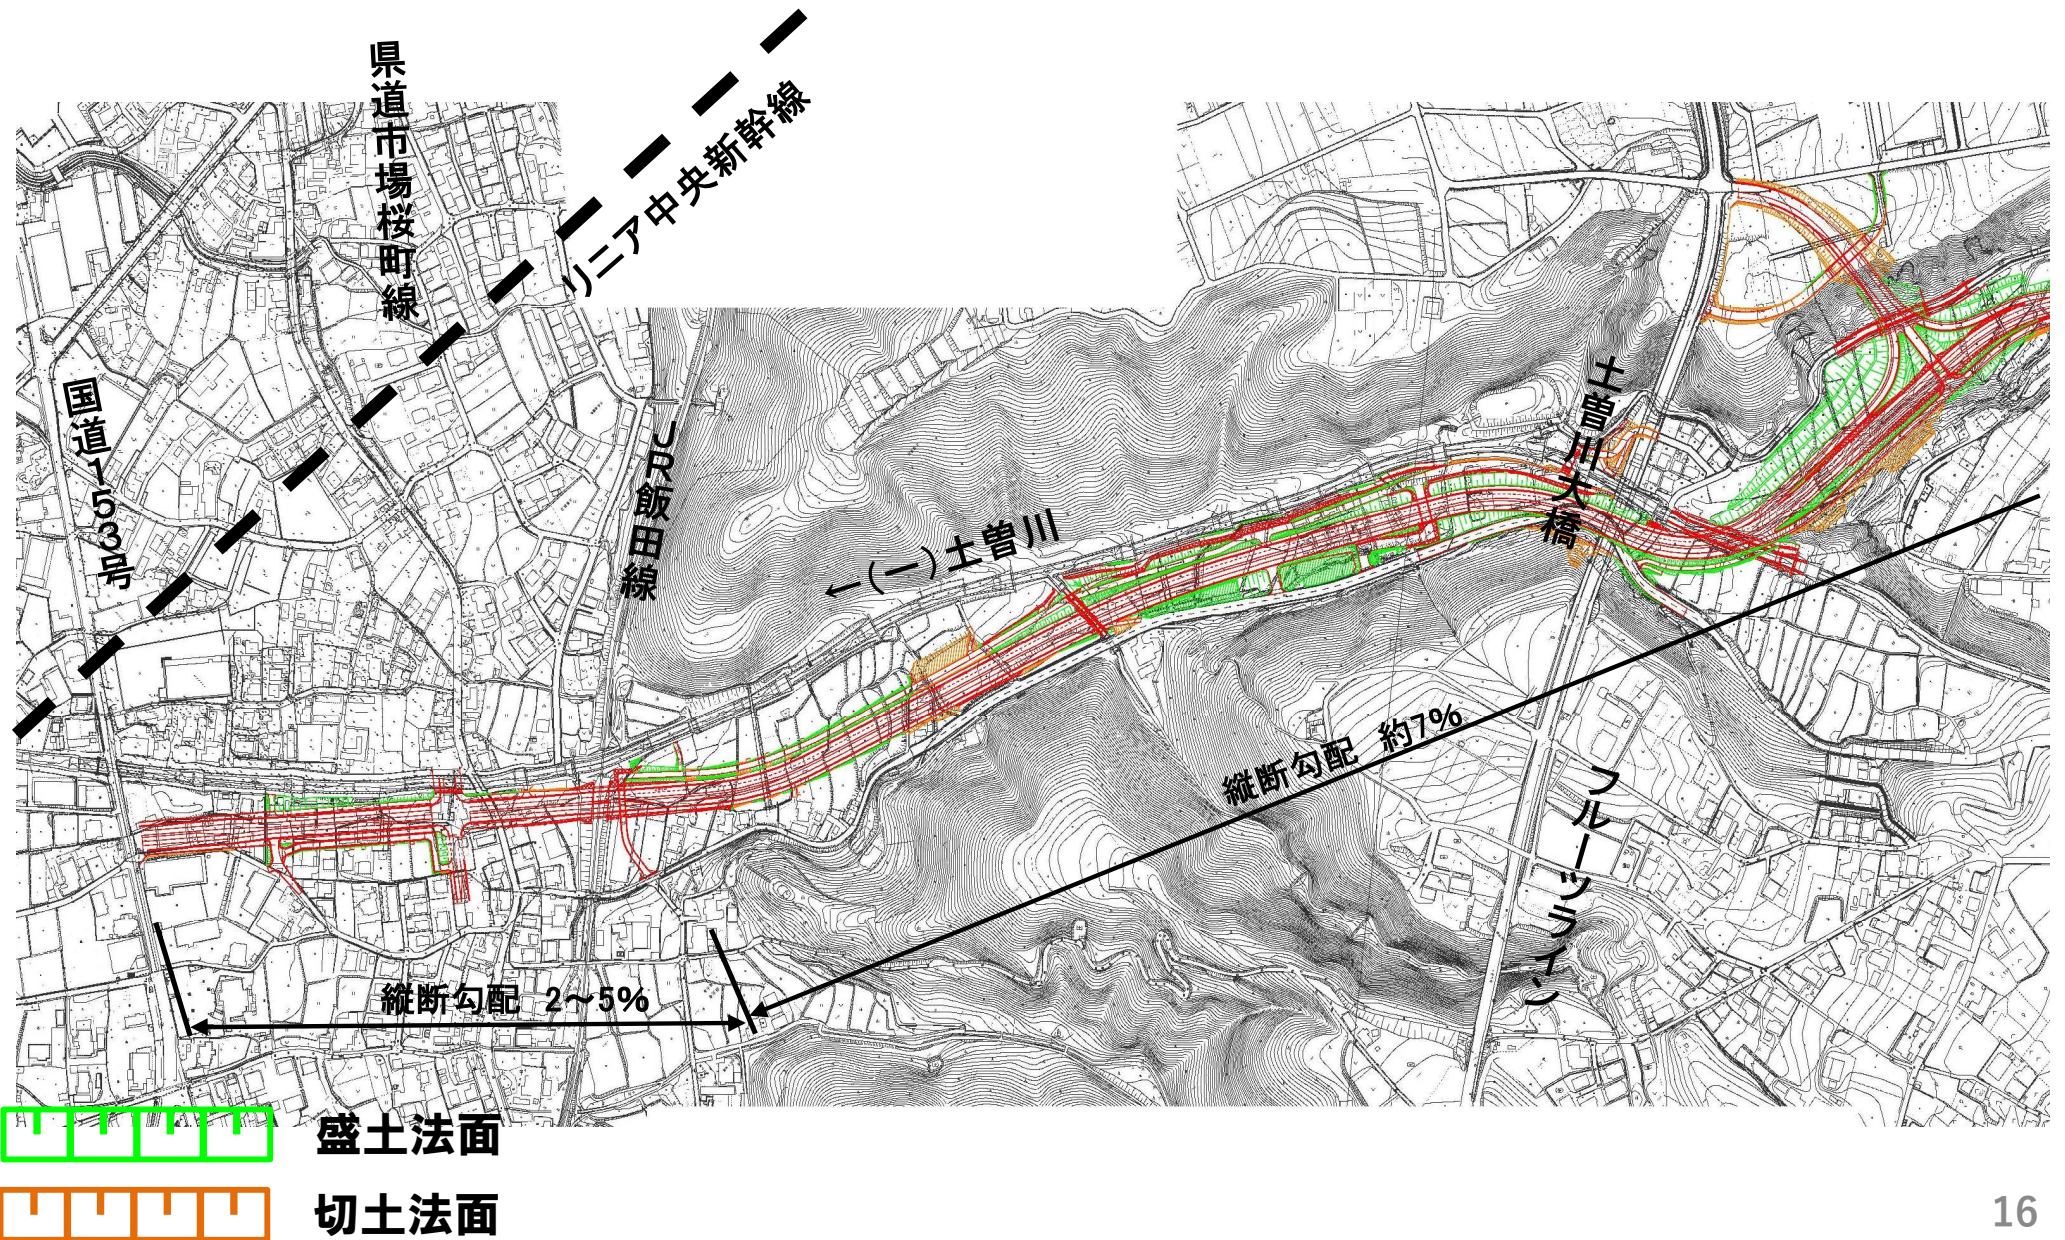 県道市場桜町線
リニア中央新幹線
国道153号
JR飯田線
←(一)土曽川
土曽川大橋
縦断勾配　約7%
フルーツライン
縦断勾配　2～5%
盛土法面
切土法面
16